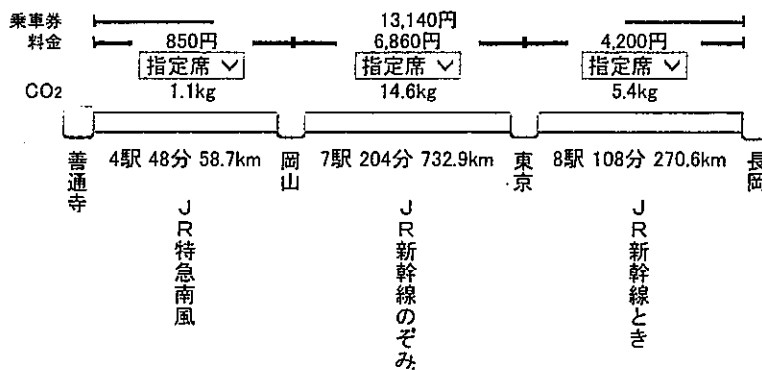 乗車券 13,140円
料金 850円 6,860円 4,200円
指定席 指定席 指定席
CO2 1.1kg 14.6kg 5.4kg
善通寺 4駅 48分 58.7km 岡山 7駅 204分 732.9km 東京 8駅 108分 270.6km 長岡
JR特急南風
JR新幹線のぞみ
JR新幹線とき